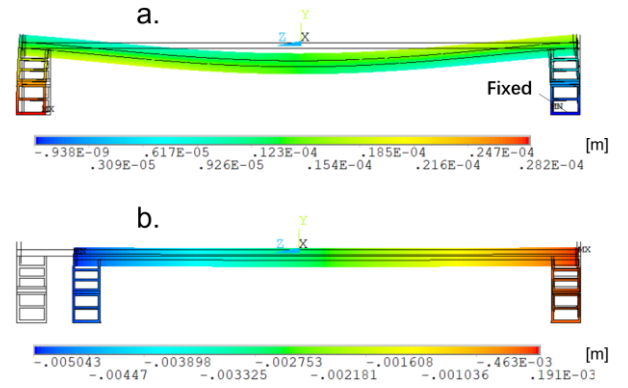 a.
Y
Z X
Fixed
MX
MN
-.938E-09 .617E-05 .123E-04 .185E-04 .247E-04 [m]
.309E-05 .926E-05 .154E-04 .216E-04 .282E-04
b.
Y
Z X
MX
-.005043 -.003898 -.002753 -.001608 -.463E-03 [m]
-.00447 -.003325 -.002181 -.001036 .191E-03